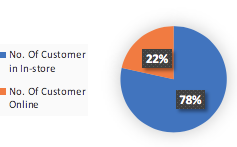 No. Of Customer
in In-store
No. Of Customer
Online
22%
78%